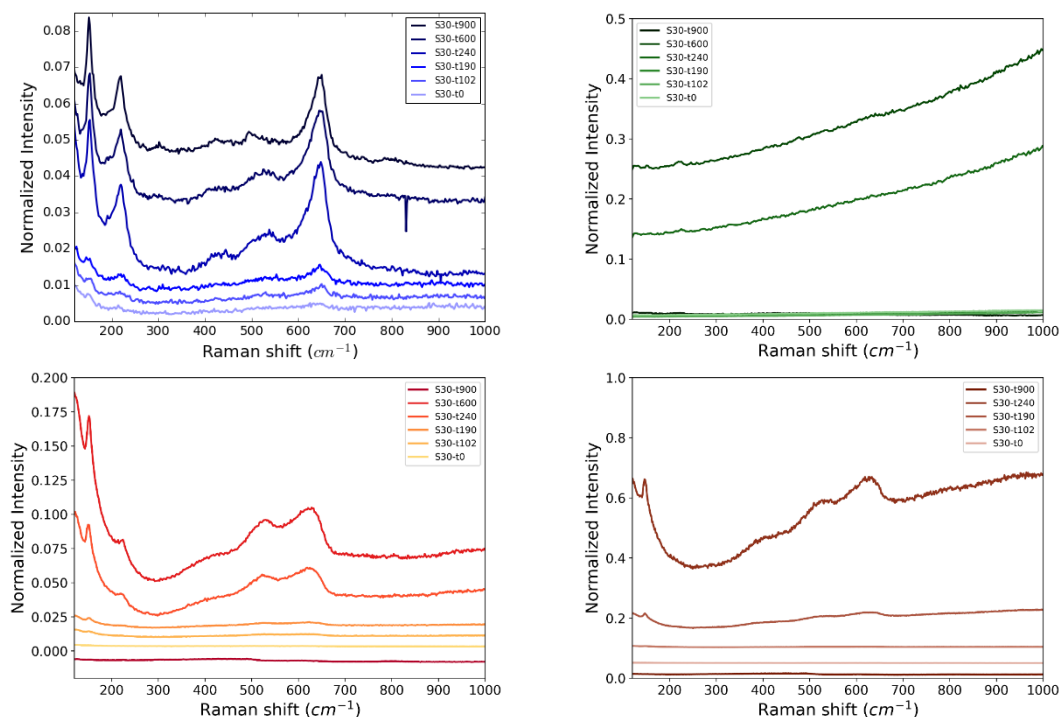 Normalized Intensity
0.08
0.07
0.06
0.05
0.04
0.03
0.02
0.01
0.00
S30-t900
S30-t600
S30-t240
S30-t190
S30-t102
S30-t0
200 300 400 500 600 700 800 900 1000
Raman shift (cm⁻¹)
Normalized Intensity
0.5
0.4
0.3
0.2
0.1
0.0
S30-t900
S30-t600
S30-t240
S30-t190
S30-t102
S30-t0
200 300 400 500 600 700 800 900 1000
Raman shift (cm⁻¹)
Normalized Intensity
0.200
0.175
0.150
0.125
0.100
0.075
0.050
0.025
0.000
S30-t900
S30-t600
S30-t240
S30-t190
S30-t102
S30-t0
200 300 400 500 600 700 800 900 1000
Raman shift (cm⁻¹)
Normalized Intensity
1.0
0.8
0.6
0.4
0.2
0.0
S30-t900
S30-t240
S30-t190
S30-t102
S30-t0
200 300 400 500 600 700 800 900 1000
Raman shift (cm⁻¹)